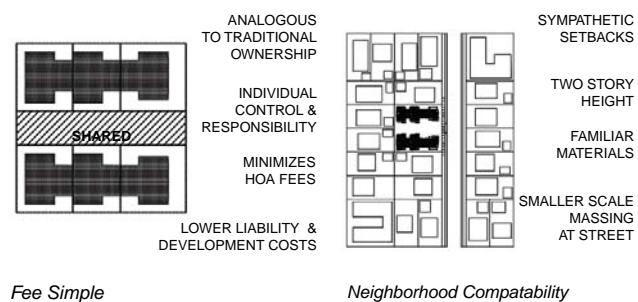 SHARED
ANALOGOUS
TO TRADITIONAL
OWNERSHIP
INDIVIDUAL
CONTROL &
RESPONSIBILITY
MINIMIZES
HOA FEES
LOWER LIABILITY &
DEVELOPMENT COSTS
Fee Simple
SYMPATHETIC
SETBACKS
TWO STORY
HEIGHT
FAMILIAR
MATERIALS
SMALLER SCALE
MASSING
AT STREET
Neighborhood Compatability